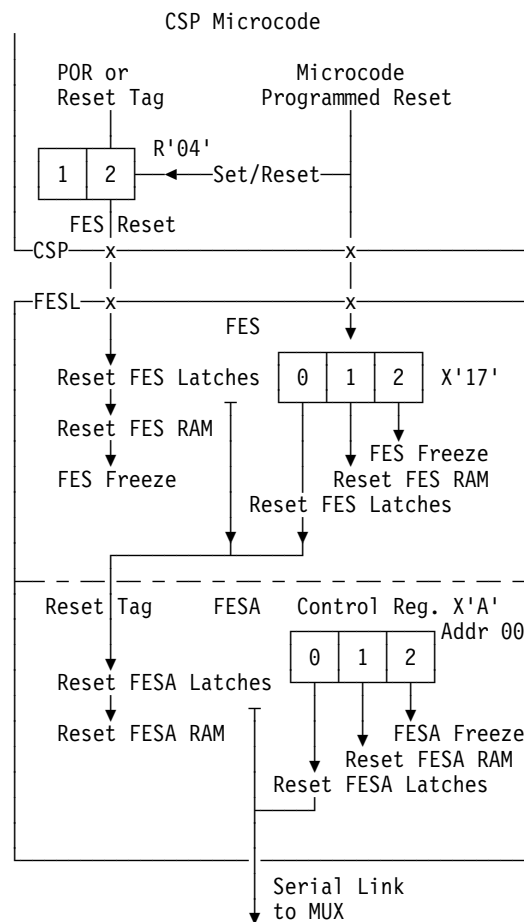 CSP Microcode
POR or
Reset Tag
Microcode
Programmed Reset
R'04'
1 2
Set/Reset
FES Reset
CSP x x
FESL x x
FES
Reset FES Latches
0 1 2 X'17'
Reset FES RAM
FES Freeze
FES Freeze
Reset FES RAM
Reset FES Latches
Reset Tag FESA Control Reg. X'A'
Addr 00
0 1 2
Reset FESA Latches
Reset FESA RAM
FESA Freeze
Reset FESA RAM
Reset FESA Latches
Serial Link
to MUX